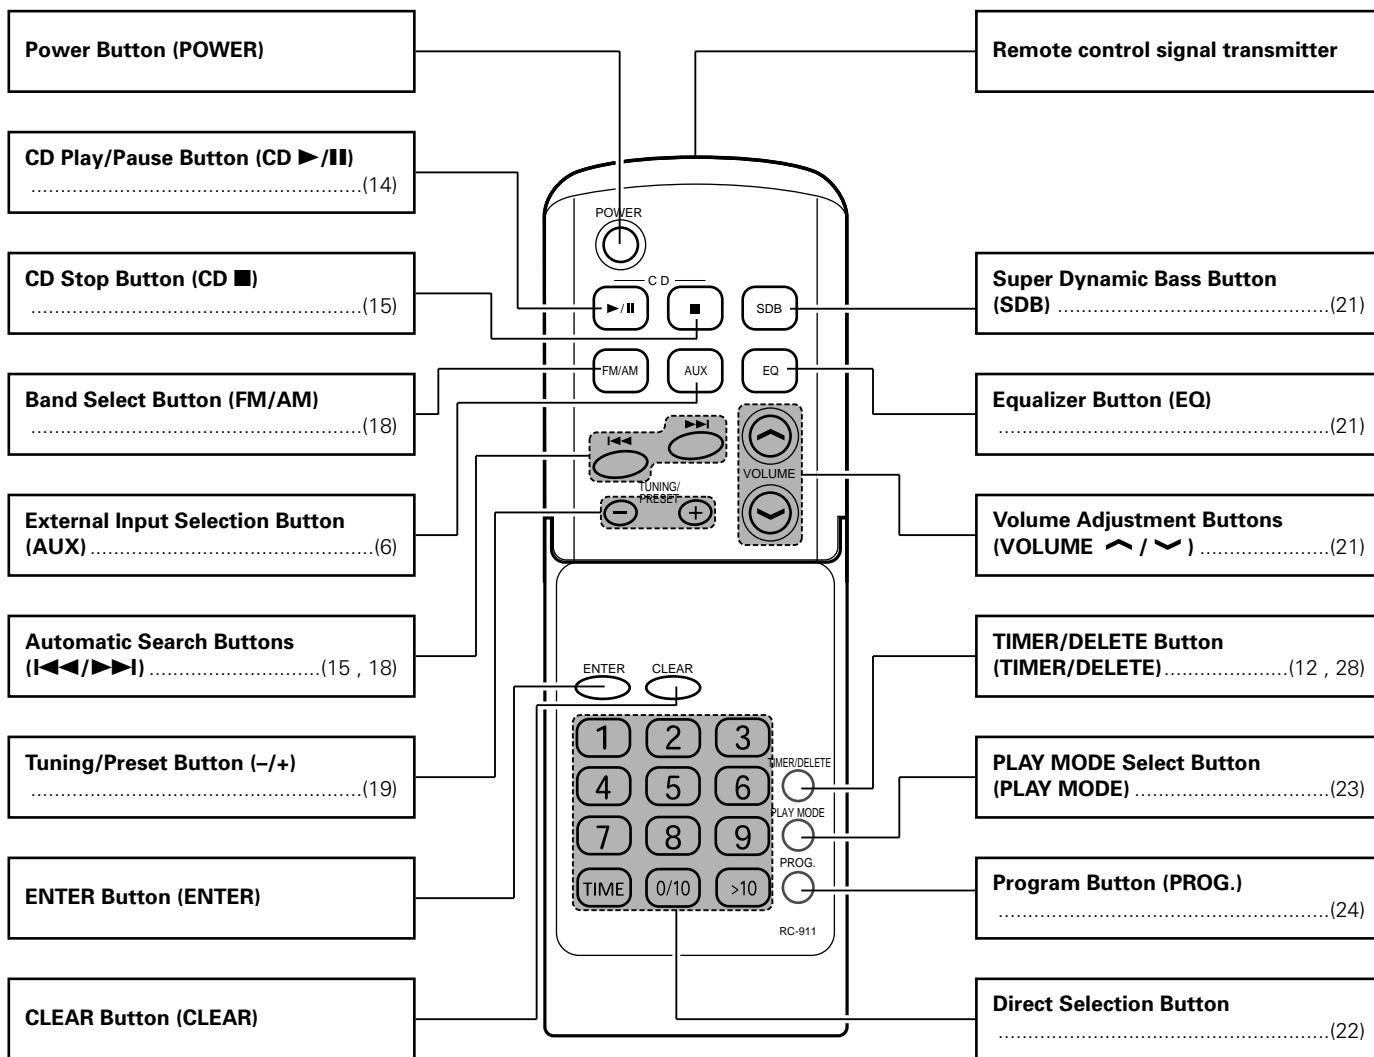 Power Button (POWER)
CD Play/Pause Button (CD ►/II)
........................................................(14)
CD Stop Button (CD ■)
........................................................(15)
Band Select Button (FM/AM)
........................................................(18)
External Input Selection Button
(AUX)................................................(6)
Automatic Search Buttons
(I◄◄/►►I).............................(15 , 18)
Tuning/Preset Button (–/+)
........................................................(19)
ENTER Button (ENTER)
CLEAR Button (CLEAR)
POWER
CD
►/II
■
SDB
FM/AM
AUX
EQ
I◄◄
►►I
VOLUME
TUNING/
PRESET
−
+
ENTER
CLEAR
1
2
3
TIMER/DELETE
4
5
6
PLAY MODE
7
8
9
PROG.
TIME
0/10
>10
RC-911
Remote control signal transmitter
Super Dynamic Bass Button
(SDB) ..............................................(21)
Equalizer Button (EQ)
........................................................(21)
Volume Adjustment Buttons
(VOLUME ︿ / ﹀ ) ......................(21)
TIMER/DELETE Button
(TIMER/DELETE).....................(12 , 28)
PLAY MODE Select Button
(PLAY MODE) .................................(23)
Program Button (PROG.)
........................................................(24)
Direct Selection Button
........................................................(22)